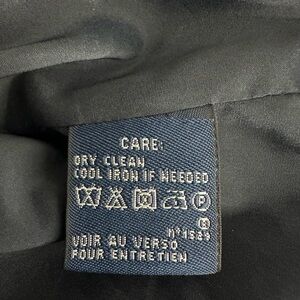 CARE:
DRY CLEAN
COOL IRON IF NEEDED
P
VOIR AU VERSO
POUR ENTRETIEN